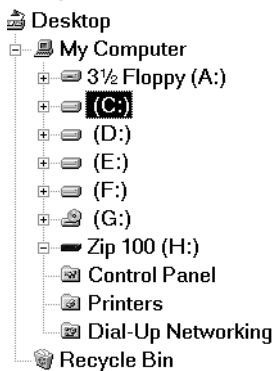 Desktop
My Computer
3½ Floppy (A:)
(C:)
(D:)
(E:)
(F:)
(G:)
Zip 100 (H:)
Control Panel
Printers
Dial-Up Networking
Recycle Bin